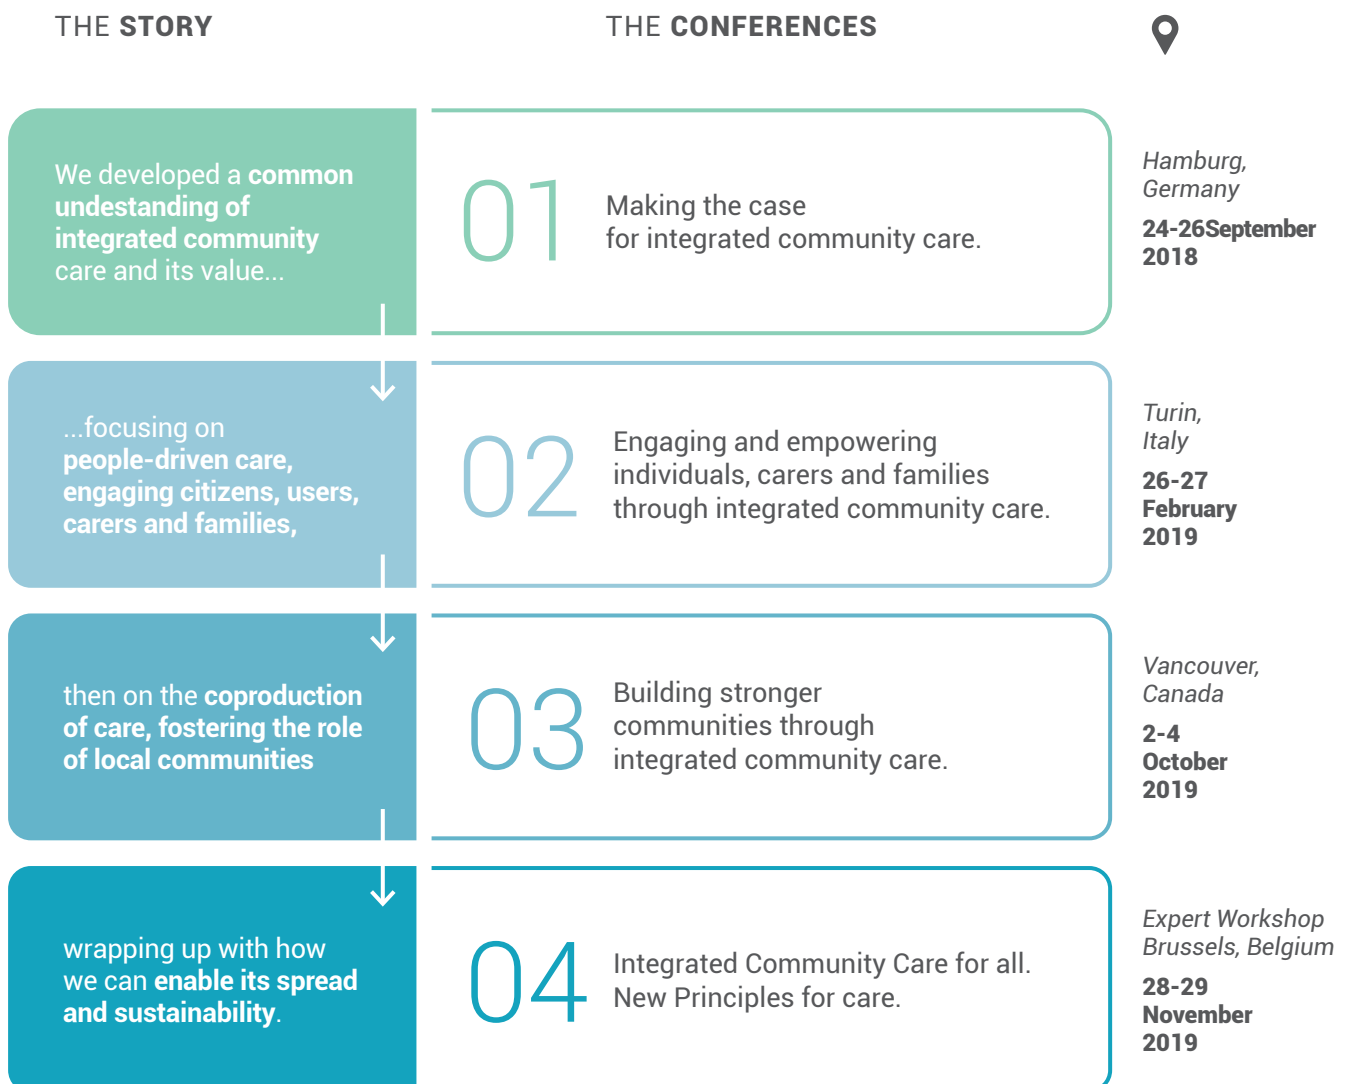 THE STORY
THE CONFERENCES
We developed a common
undestanding of
integrated community
care and its value...
01
Making the case
for integrated community care.
Hamburg,
Germany
24-26September
2018
...focusing on
people-driven care,
engaging citizens, users,
carers and families,
02
Engaging and empowering
individuals, carers and families
through integrated community care.
Turin,
Italy
26-27
February
2019
then on the coproduction
of care, fostering the role
of local communities
03
Building stronger
communities through
integrated community care.
Vancouver,
Canada
2-4
October
2019
wrapping up with how
we can enable its spread
and sustainability.
04
Integrated Community Care for all.
New Principles for care.
Expert Workshop
Brussels, Belgium
28-29
November
2019